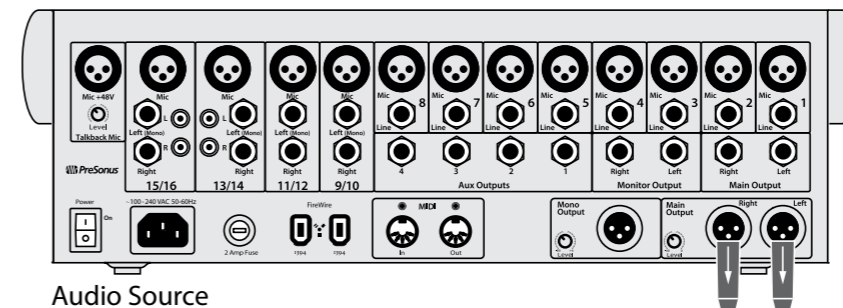 Mic +48V
Level
Talkback Mic
PreSonus
Mic
L
R
Left (Mono)
Right
15/16
Mic
L
R
Left (Mono)
Right
13/14
Mic
Left (Mono)
Right
11/12
Mic
Left (Mono)
Right
9/10
Mic 8
Line
4
Mic 7
Line
3
Mic 6
Line
2
Mic 5
Line
1
Aux Outputs
Mic 4
Line
Right
Mic 3
Line
Left
Monitor Output
Mic 2
Line
Right
Mic 1
Line
Left
Main Output
Power
On
~100-240 VAC 50-60Hz
2 Amp Fuse
FireWire
1394
1394
MIDI
In
Out
Mono
Output
Level
Main
Output
Level
Right
Left
Audio Source